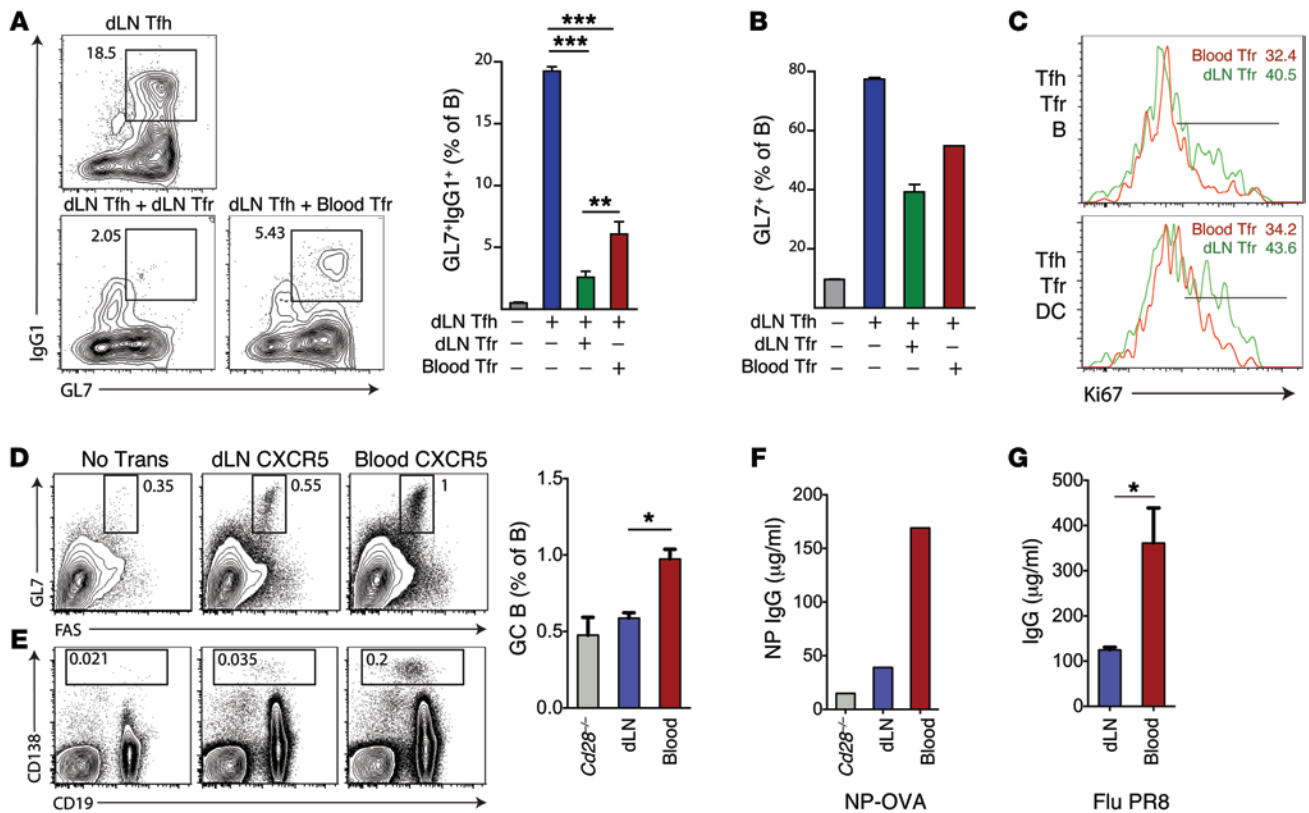 A
dLN Tfh
18.5
dLN Tfh + dLN Tfr
2.05
dLN Tfh + Blood Tfr
5.43
IgG1
GL7
***
***
**
GL7+IgG1+ (% of B)
20
15
10
5
dLN Tfh − + + +
dLN Tfr − − + −
Blood Tfr − − − +
B
GL7+ (% of B)
80
60
40
20
dLN Tfh − + + +
dLN Tfr − − + −
Blood Tfr − − − +
C
Tfh
Tfr
B
Blood Tfr 32.4
dLN Tfr 40.5
Tfh
Tfr
DC
Blood Tfr 34.2
dLN Tfr 43.6
Ki67
D
No Trans
dLN CXCR5
Blood CXCR5
0.35
0.55
1
GL7
FAS
E
0.021
0.035
0.2
CD138
CD19
GC B (% of B)
1.5
1.0
0.5
0.0
*
Cd28−/−
dLN
Blood
F
NP IgG (µg/ml)
200
150
100
50
0
Cd28−/−
dLN
Blood
NP-OVA
G
IgG (µg/ml)
500
400
300
200
100
0
*
dLN
Blood
Flu PR8